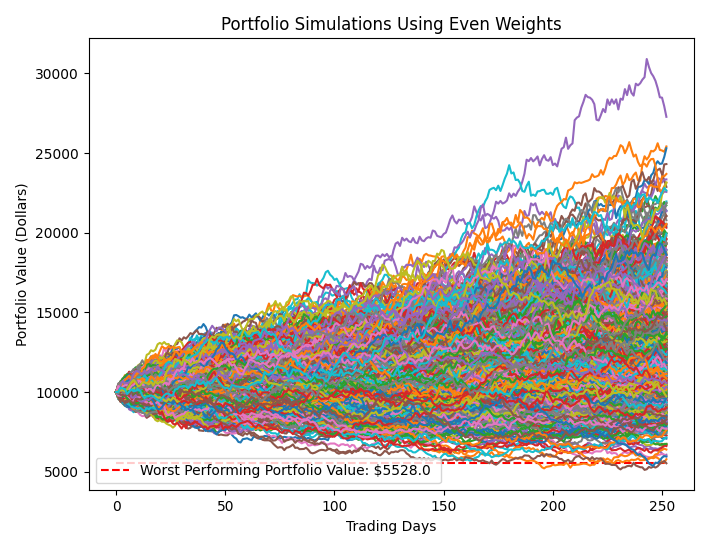 Portfolio Simulations Using Even Weights
Portfolio Value (Dollars)
30000
25000
20000
15000
10000
5000
Worst Performing Portfolio Value: $5528.0
0 50 100 150 200 250
Trading Days